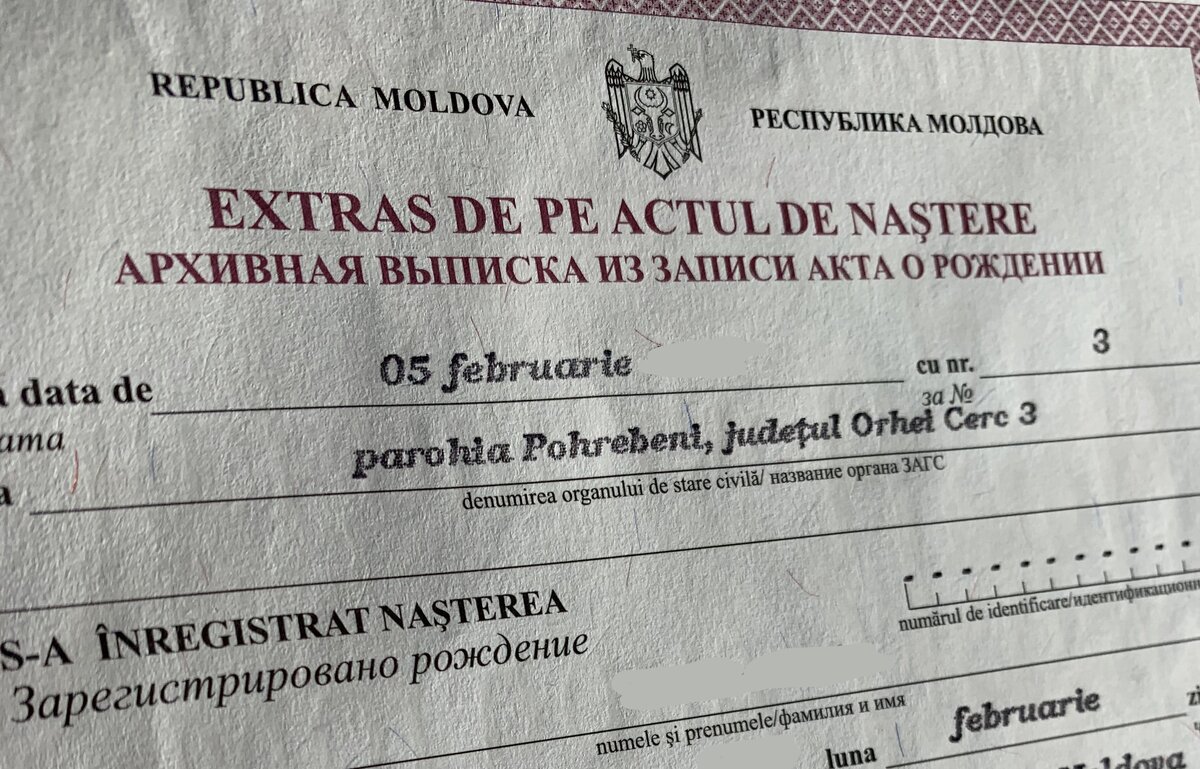 REPUBLICA MOLDOVA
РЕСПУБЛИКА МОЛДОВА
EXTRAS DE PE ACTUL DE NAŞTERE
АРХИВНАЯ ВЫПИСКА ИЗ ЗАПИСИ АКТА О РОЖДЕНИИ
data de 05 februarie cu nr. 3
за №
parohia Pohrebeni, judeţul Orhei Cerc 3
denumirea organului de stare civilă/ название органа ЗАГС
S-A ÎNREGISTRAT NAŞTEREA
Зарегистрировано рождение
numărul de identificare/идентификационн
numele şi prenumele/фамилия и имя
luna februarie